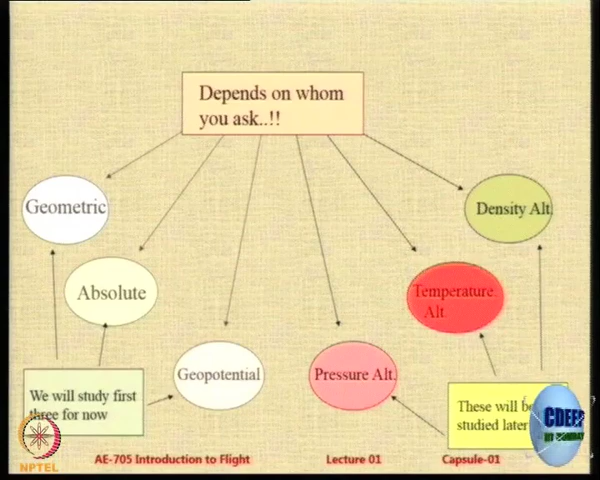 Depends on whom
you ask..!!
Geometric
Density Alt.
Absolute
Temperature.
Alt.
Geopotential
Pressure Alt.
We will study first
three for now
These will be
studied later
CDEEP
IIT BOMBAY
NPTEL
AE-705 Introduction to Flight
Lecture 01
Capsule-01